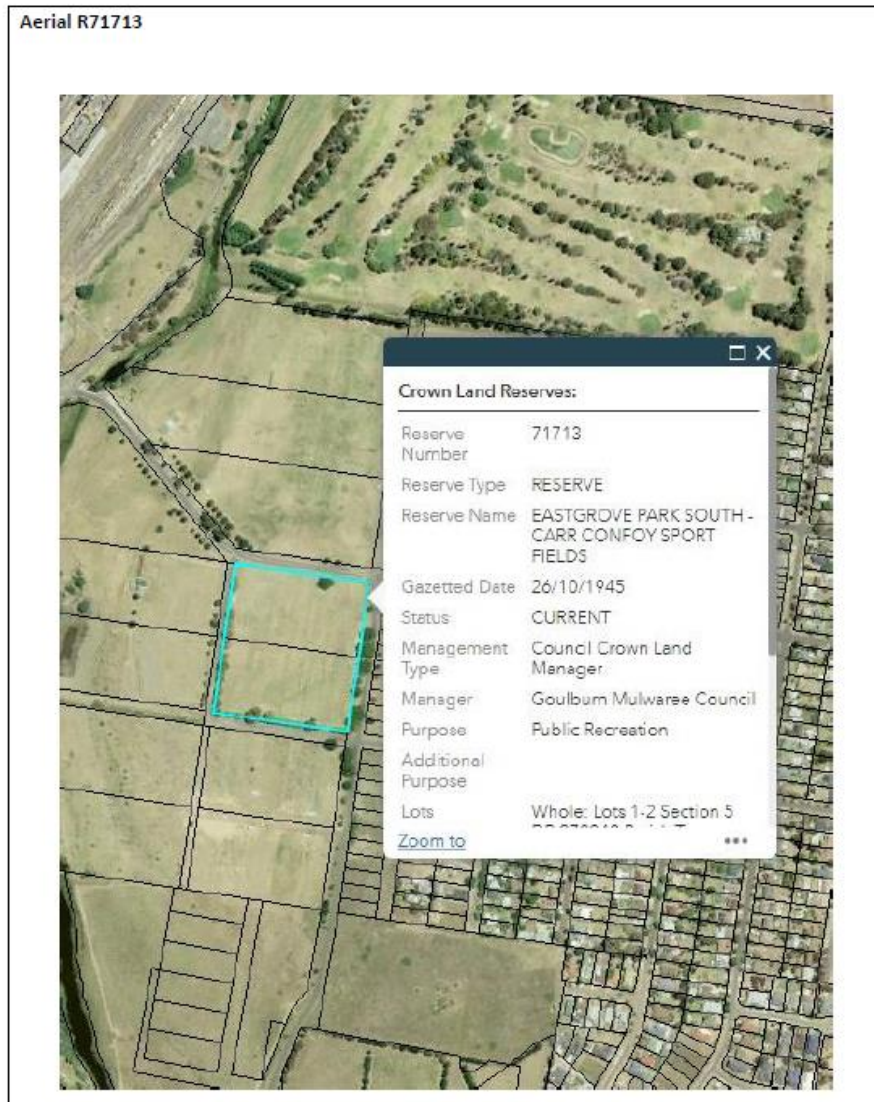 Aerial R71713
Crown Land Reserves:
Reserve Number 71713
Reserve Type RESERVE
Reserve Name EASTGROVE PARK SOUTH -
CARR CONFOY SPORT
FIELDS
Gazetted Date 26/10/1945
Status CURRENT
Management Type Council Crown Land
Manager
Manager Goulburn Mulwaree Council
Purpose Public Recreation
Additional Purpose
Lots Whole: Lots 1-2 Section 5
Zoom to